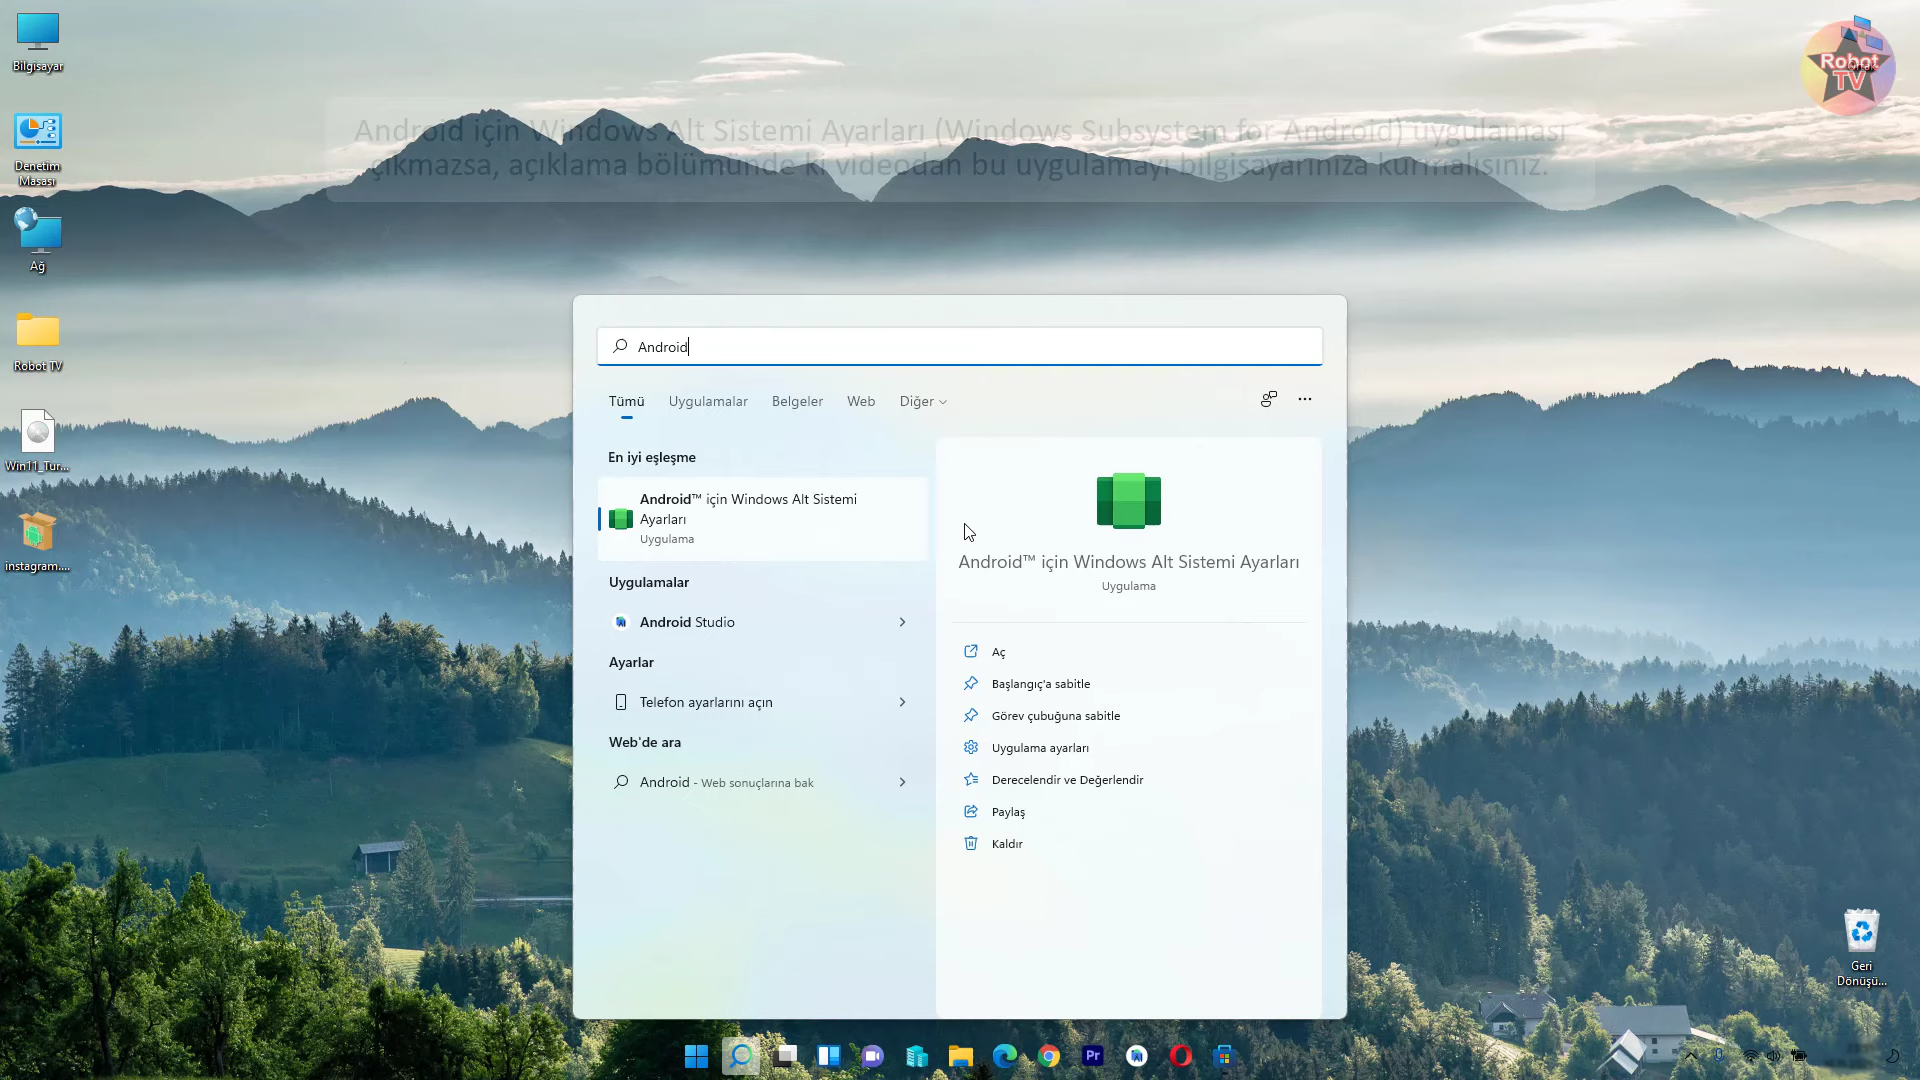 Bilgisayar
Robot
TV
Android için Windows Alt Sistemi Ayarları (Windows Subsystem for Android) uygulaması
çıkmazsa, açıklama bölümünde ki videodan bu uygulamayı bilgisayarınıza kurmalısınız.
Denetim
Masası
Ağ
Robot TV
Win11_Tur...
instagram....
Android
Tümü Uygulamalar Belgeler Web Diğer
En iyi eşleşme
Android™ için Windows Alt Sistemi
Ayarları
Uygulama
Uygulamalar
Android Studio
Ayarlar
Telefon ayarlarını açın
Web'de ara
Android - Web sonuçlarına bak
Android™ için Windows Alt Sistemi Ayarları
Uygulama
Aç
Başlangıç'a sabitle
Görev çubuğuna sabitle
Uygulama ayarları
Derecelendir ve Değerlendir
Paylaş
Kaldır
Geri
Dönüşü...
Pr